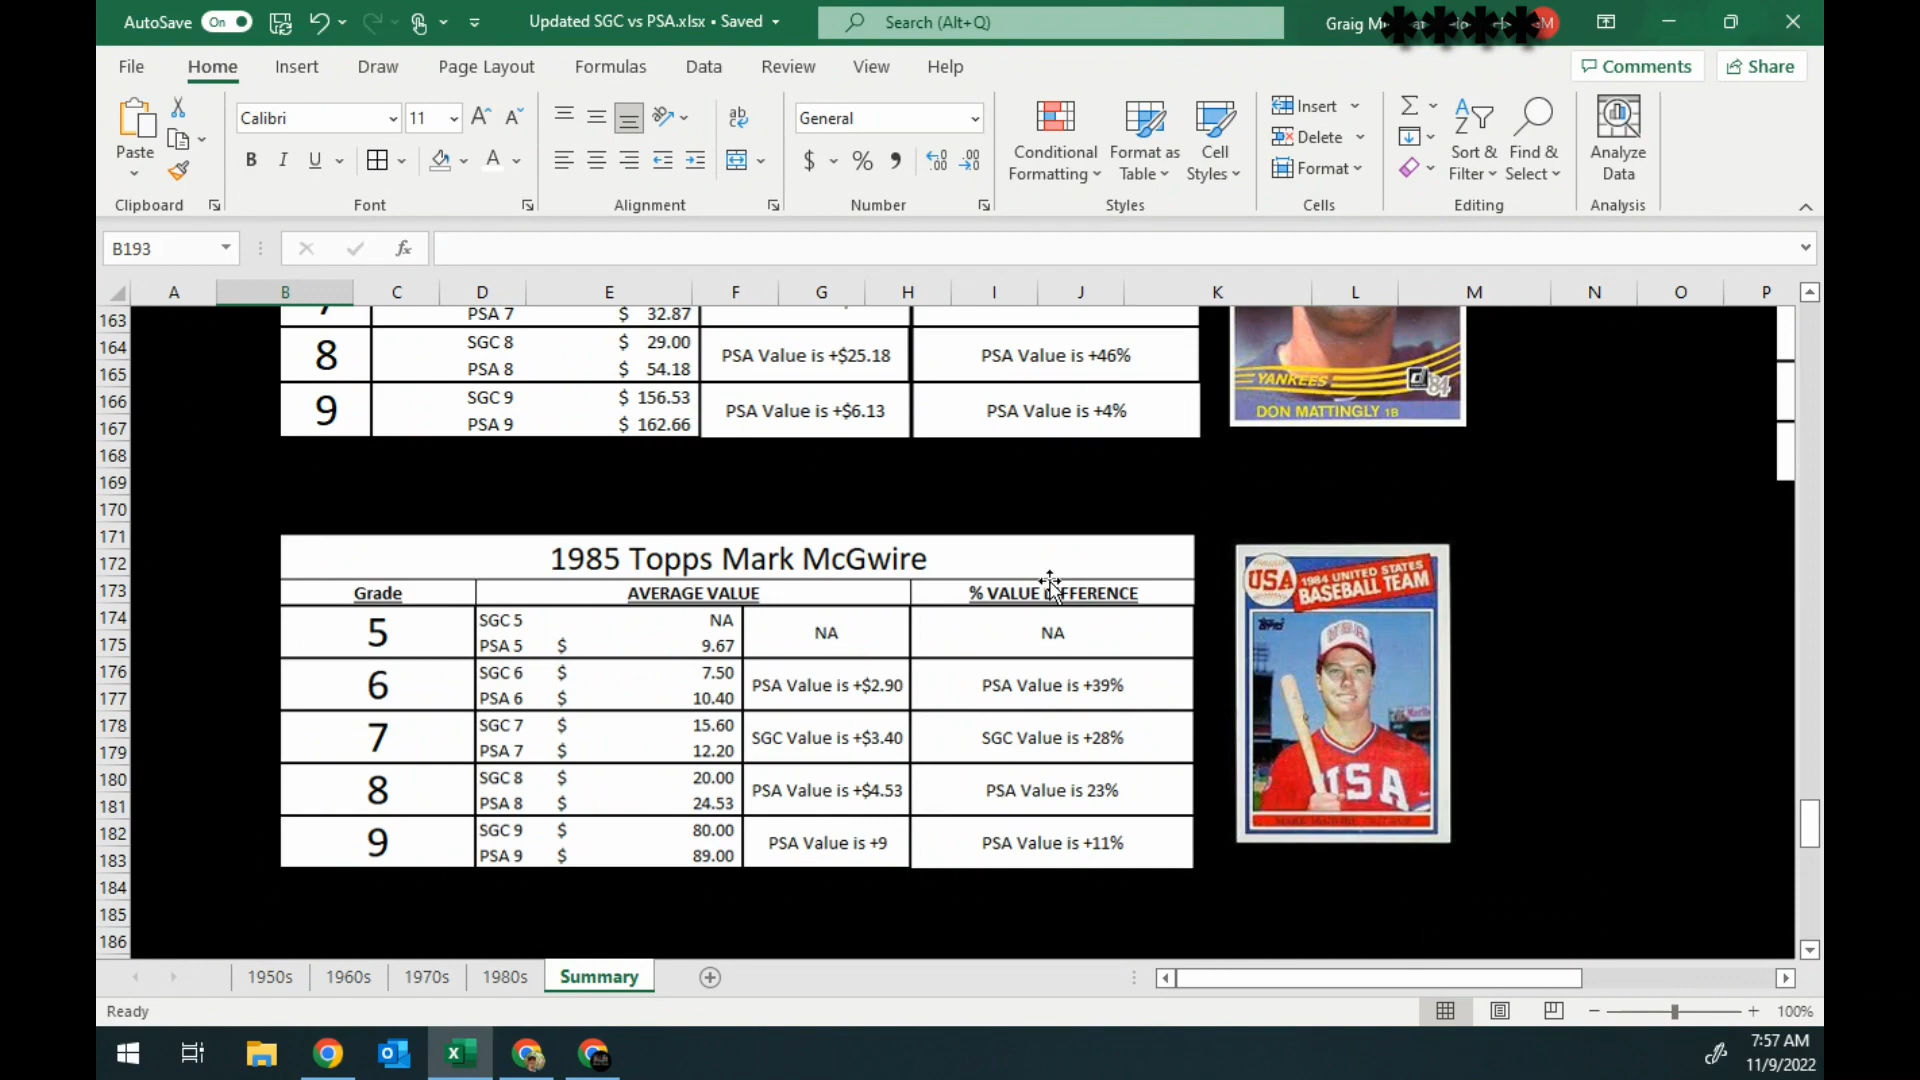 AutoSave On Updated SGC vs PSA.xlsx • Saved Search (Alt+Q) Graig M
File Home Insert Draw Page Layout Formulas Data Review View Help Comments Share
Paste
Calibri 11
B I U A
General
$ % 9
Conditional Formatting
Format as Table
Cell Styles
Insert
Delete
Format
Sort & Filter
Find & Select
Analyze Data
Clipboard Font Alignment Number Styles Cells Editing Analysis
B193 fx
A B C D E F G H I J K L M N O P
163 PSA 7 $ 32.87
164 8 SGC 8 $ 29.00 PSA Value is +$25.18 PSA Value is +46%
165 PSA 8 $ 54.18
166 9 SGC 9 $ 156.53 PSA Value is +$6.13 PSA Value is +4%
167 PSA 9 $ 162.66
YANKEES 84
DON MATTINGLY 1B
168
169
170
171
172 1985 Topps Mark McGwire
173 Grade AVERAGE VALUE % VALUE DIFFERENCE
174 5 SGC 5 NA NA NA
175 PSA 5 $ 9.67
176 6 SGC 6 $ 7.50 PSA Value is +$2.90 PSA Value is +39%
177 PSA 6 $ 10.40
178 7 SGC 7 $ 15.60 SGC Value is +$3.40 SGC Value is +28%
179 PSA 7 $ 12.20
180 8 SGC 8 $ 20.00 PSA Value is +$4.53 PSA Value is 23%
181 PSA 8 $ 24.53
182 9 SGC 9 $ 80.00 PSA Value is +9 PSA Value is +11%
183 PSA 9 $ 89.00
184
185
186
USA 1984 UNITED STATES
BASEBALL TEAM
Topps
USA
1950s 1960s 1970s 1980s Summary
Ready 100%
7:57 AM
11/9/2022